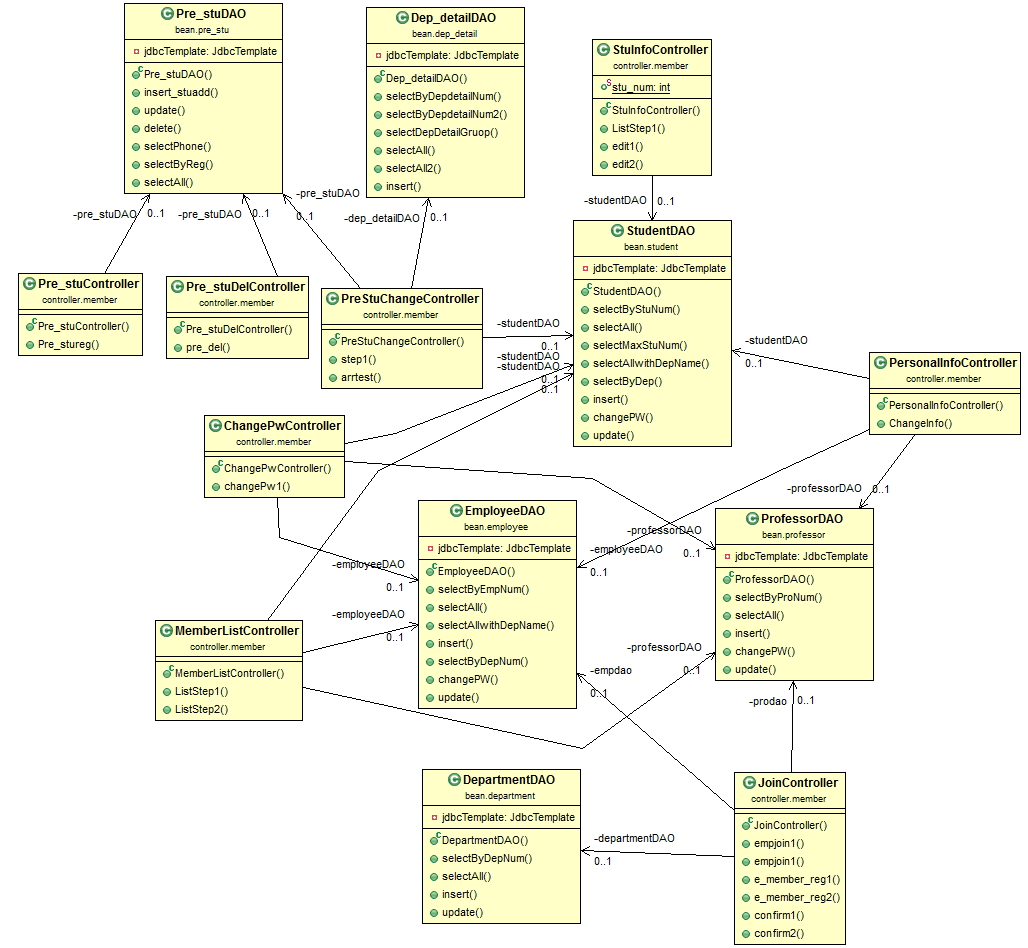 Pre_stuDAO
bean.pre_stu
jdbcTemplate: JdbcTemplate
Pre_stuDAO()
insert_stuadd()
update()
delete()
selectPhone()
selectByReg()
selectAll()
Dep_detailDAO
bean.dep_detail
jdbcTemplate: JdbcTemplate
Dep_detailDAO()
selectByDepdetailNum()
selectByDepdetailNum2()
selectDepDetailGruop()
selectAll()
selectAll2()
insert()
StuInfoController
controller.member
stu_num: int
StuInfoController()
ListStep1()
edit1()
edit2()
-pre_stuDAO
0..1
-pre_stuDAO
0..1
-pre_stuDAO
0..1
-dep_detailDAO
0..1
-studentDAO
0..1
Pre_stuController
controller.member
Pre_stuController()
Pre_stureg()
Pre_stuDelController
controller.member
Pre_stuDelController()
pre_del()
PreStuChangeController
controller.member
PreStuChangeController()
step1()
arrtest()
StudentDAO
bean.student
jdbcTemplate: JdbcTemplate
StudentDAO()
selectByStuNum()
selectAll()
selectMaxStuNum()
selectAllwithDepName()
selectByDep()
insert()
changePW()
update()
-studentDAO
0..1
-studentDAO
-studentDAO
0..1
0..1
-studentDAO
0..1
PersonalInfoController
controller.member
PersonalInfoController()
ChangeInfo()
ChangePwController
controller.member
ChangePwController()
changePw1()
-professorDAO
0..1
-professorDAO
0..1
-employeeDAO
0..1
-employeeDAO
0..1
-employeeDAO
0..1
EmployeeDAO
bean.employee
jdbcTemplate: JdbcTemplate
EmployeeDAO()
selectByEmpNum()
selectAll()
selectAllwithDepName()
insert()
selectByDepNum()
changePW()
update()
ProfessorDAO
bean.professor
jdbcTemplate: JdbcTemplate
ProfessorDAO()
selectByProNum()
selectAll()
insert()
changePW()
update()
MemberListController
controller.member
MemberListController()
ListStep1()
ListStep2()
-professorDAO
0..1
-empdao
0..1
-prodao
0..1
DepartmentDAO
bean.department
jdbcTemplate: JdbcTemplate
DepartmentDAO()
selectByDepNum()
selectAll()
insert()
update()
-departmentDAO
0..1
JoinController
controller.member
JoinController()
empjoin1()
empjoin1()
e_member_reg1()
e_member_reg2()
confirm1()
confirm2()